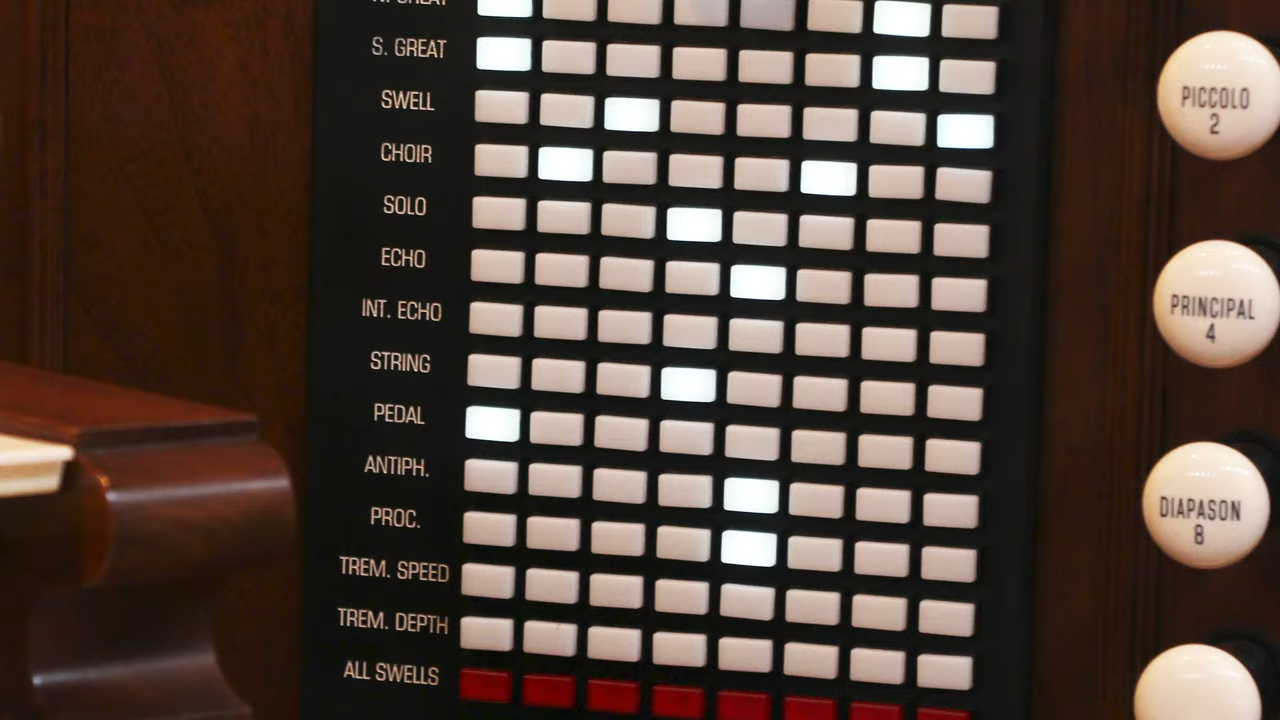 S. GREAT
SWELL
CHOIR
SOLO
ECHO
INT. ECHO
STRING
PEDAL
ANTIPH.
PROC.
TREM. SPEED
TREM. DEPTH
ALL SWELLS
PICCOLO
2
PRINCIPAL
4
DIAPASON
8